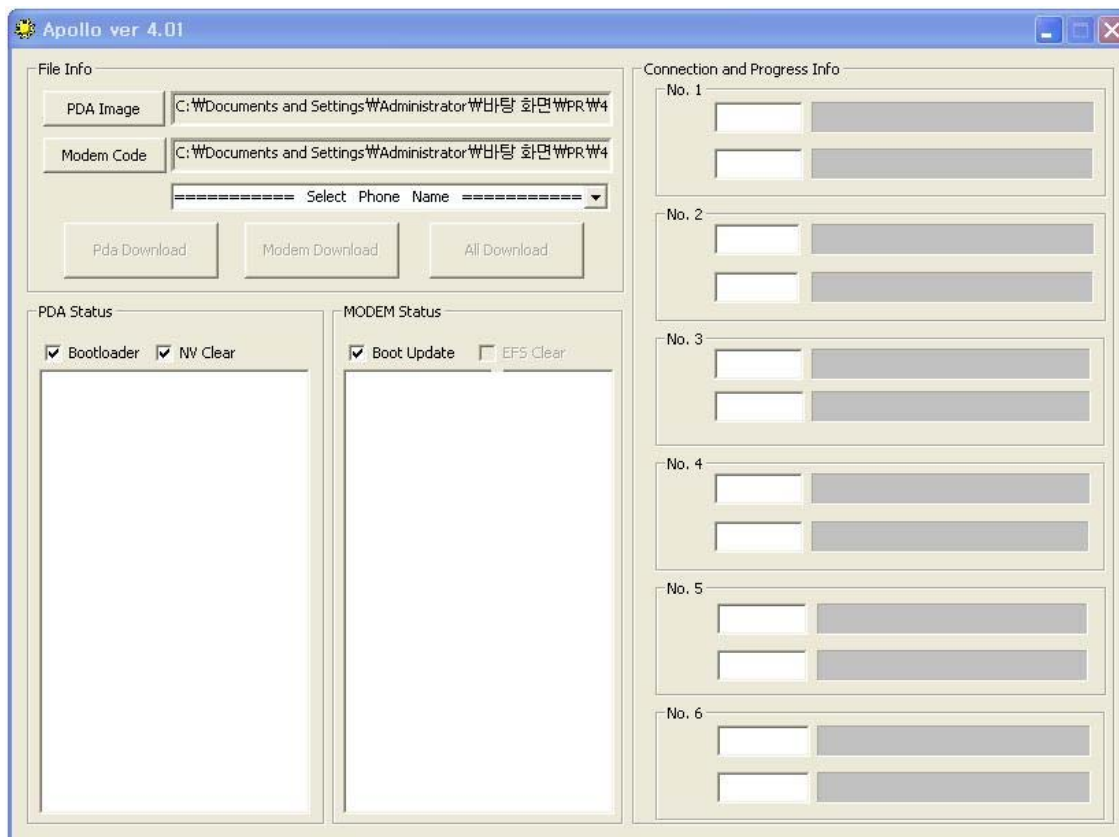 Apollo ver 4.01
File Info
PDA Image
C:₩Documents and Settings₩Administrator₩바탕 화면₩PR₩4
Modem Code
C:₩Documents and Settings₩Administrator₩바탕 화면₩PR₩4
=========== Select Phone Name ===========
Pda Download
Modem Download
All Download
PDA Status
Bootloader
NV Clear
MODEM Status
Boot Update
EFS Clear
Connection and Progress Info
No. 1
No. 2
No. 3
No. 4
No. 5
No. 6